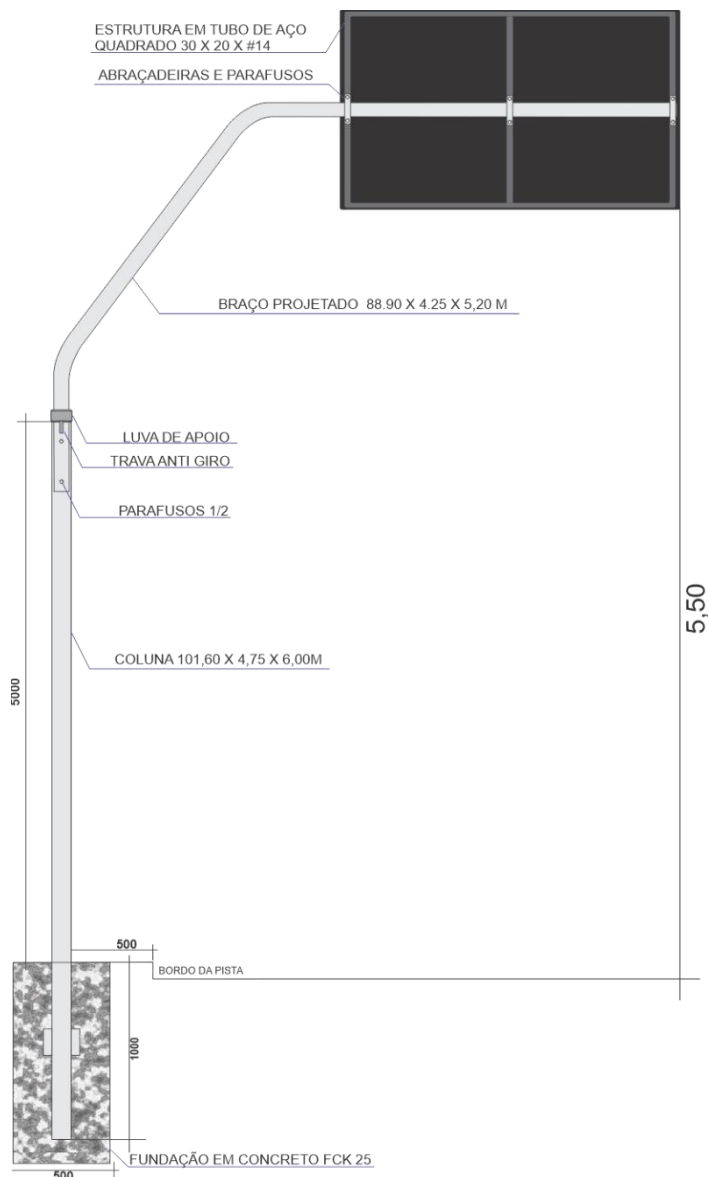 ESTRUTURA EM TUBO DE AÇO
QUADRADO 30 X 20 X #14
ABRAÇADEIRAS E PARAFUSOS
BRAÇO PROJETADO 88.90 X 4.25 X 5,20 M
LUVA DE APOIO
TRAVA ANTI GIRO
PARAFUSOS 1/2
5,50
COLUNA 101,60 X 4,75 X 6,00M
5000
500
BORDO DA PISTA
1000
FUNDAÇÃO EM CONCRETO FCK 25
500